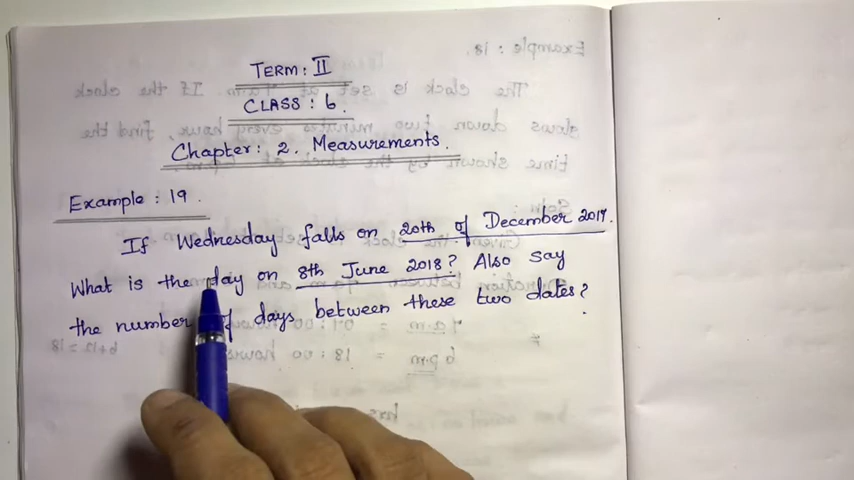 TERM: II
CLASS : 6
Chapter: 2. Measurements.
Example : 19.
If Wednesday falls on 20th of December 2017.
What is the day on 8th June 2018? Also say
the number of days between these two dates?